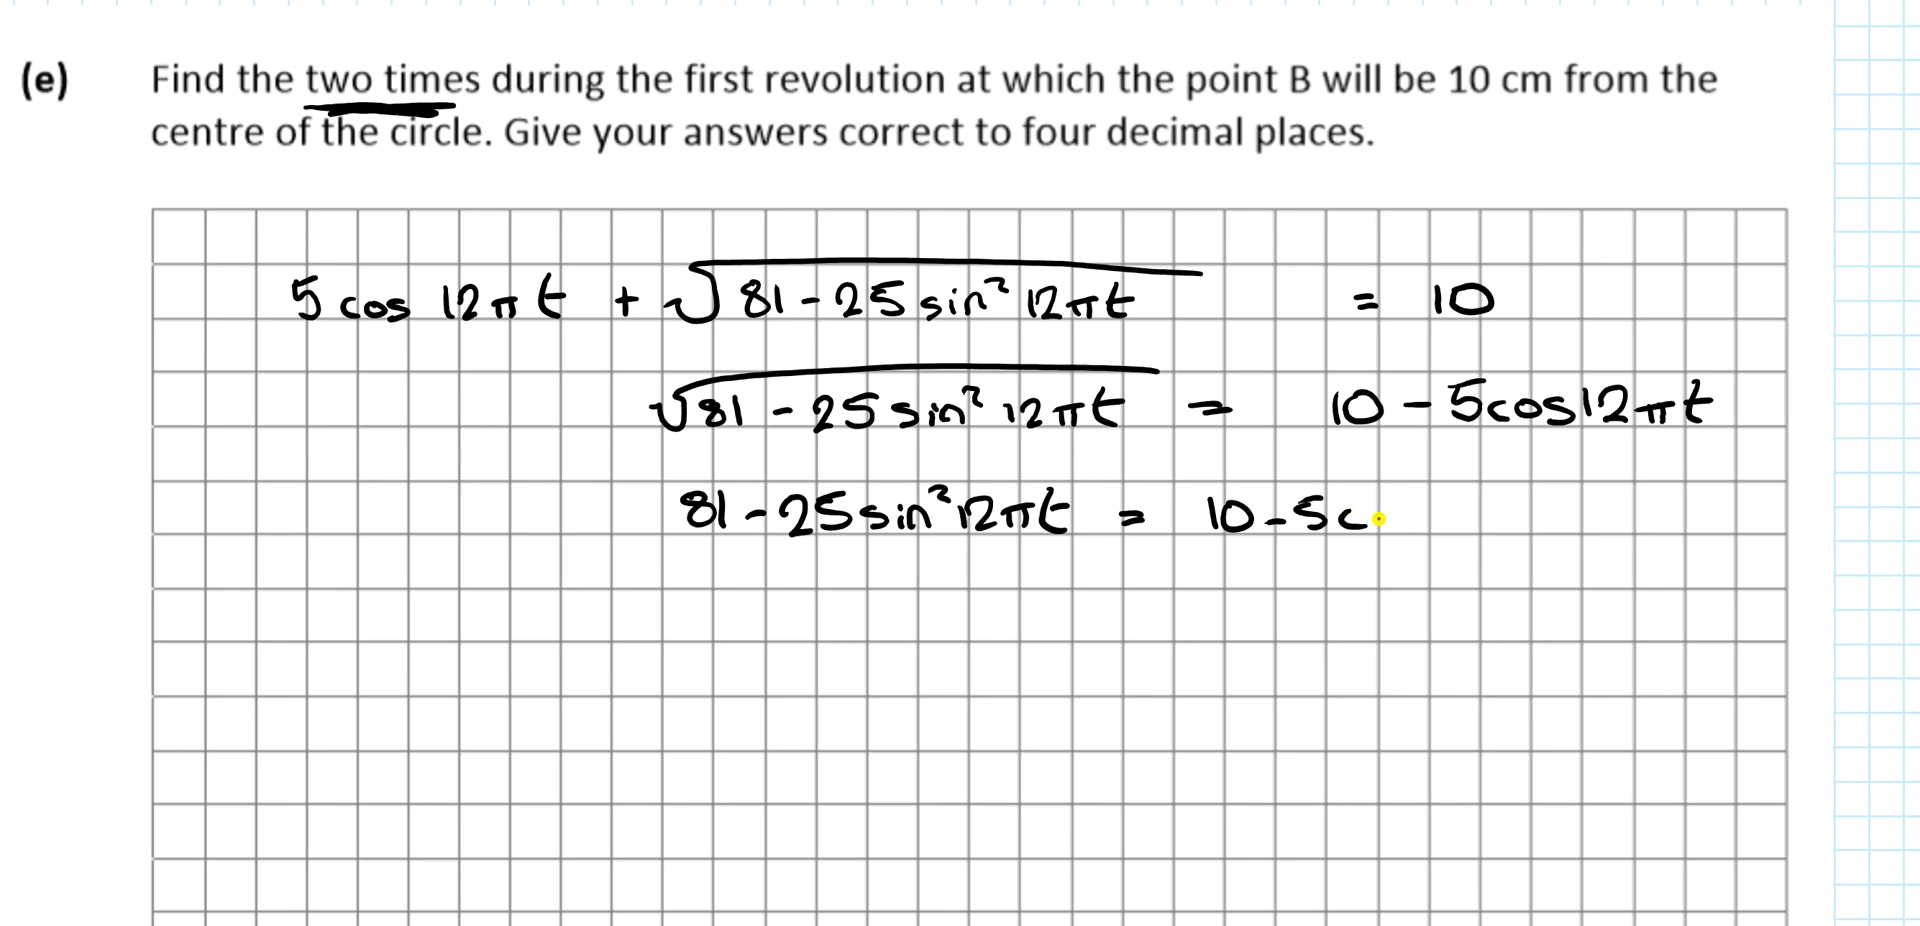 (e) Find the two times during the first revolution at which the point B will be 10 cm from the
centre of the circle. Give your answers correct to four decimal places.
5 cos 12πt + √81 - 25 sin² 12πt = 10
√81 - 25 sin² 12πt = 10 - 5cos12πt
81 - 25 sin² 12πt = 10 - 5c